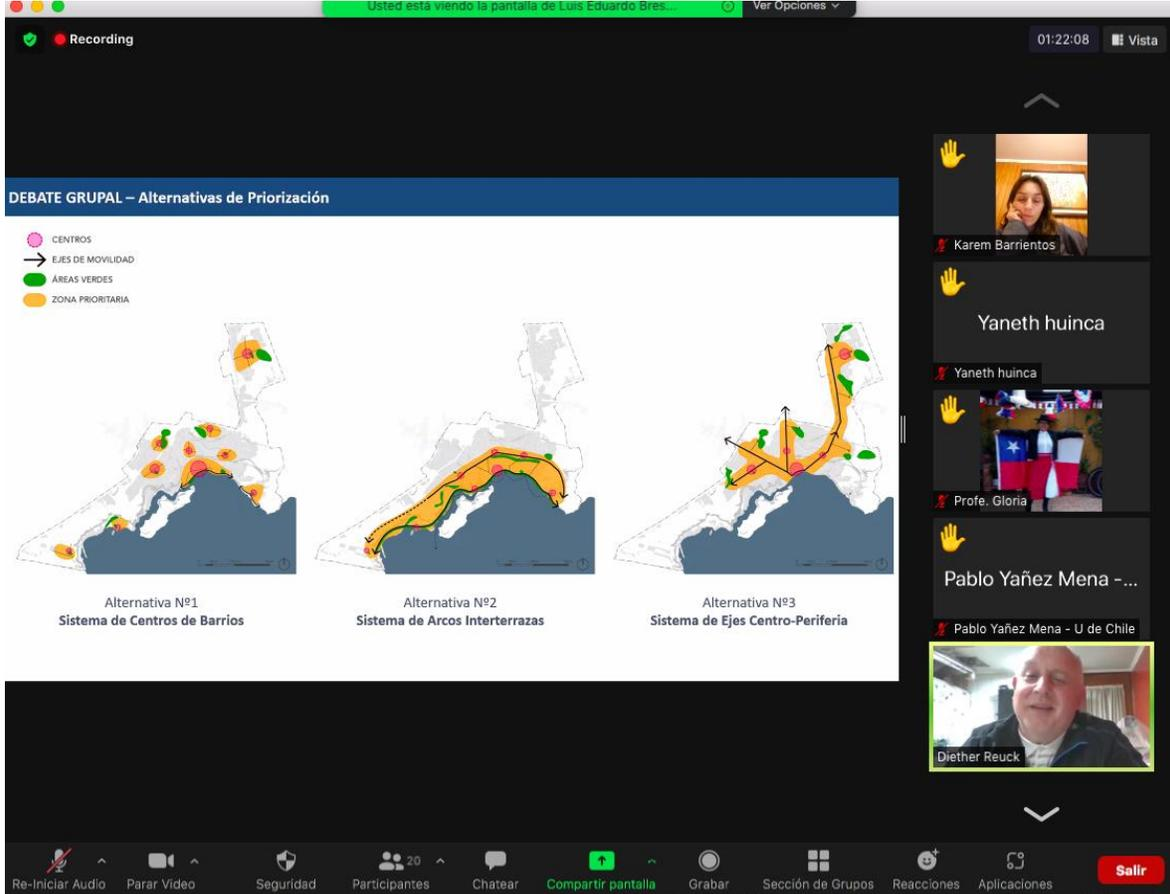 Usted está viendo la pantalla de Luis Eduardo Bres...
Ver Opciones
Recording
01:22:08
Vista
DEBATE GRUPAL – Alternativas de Priorización
CENTROS
EJES DE MOVILIDAD
ÁREAS VERDES
ZONA PRIORITARIA
Alternativa Nº1
Sistema de Centros de Barrios
Alternativa Nº2
Sistema de Arcos Interterrazas
Alternativa Nº3
Sistema de Ejes Centro-Periferia
Karem Barrientos
Yaneth huinca
Yaneth huinca
Profe. Gloria
Pablo Yañez Mena -...
Pablo Yañez Mena - U de Chile
Diether Reuck
Re-Iniciar Audio
Parar Video
Seguridad
20
Participantes
Chatear
Compartir pantalla
Grabar
Sección de Grupos
Reacciones
Aplicaciones
Salir